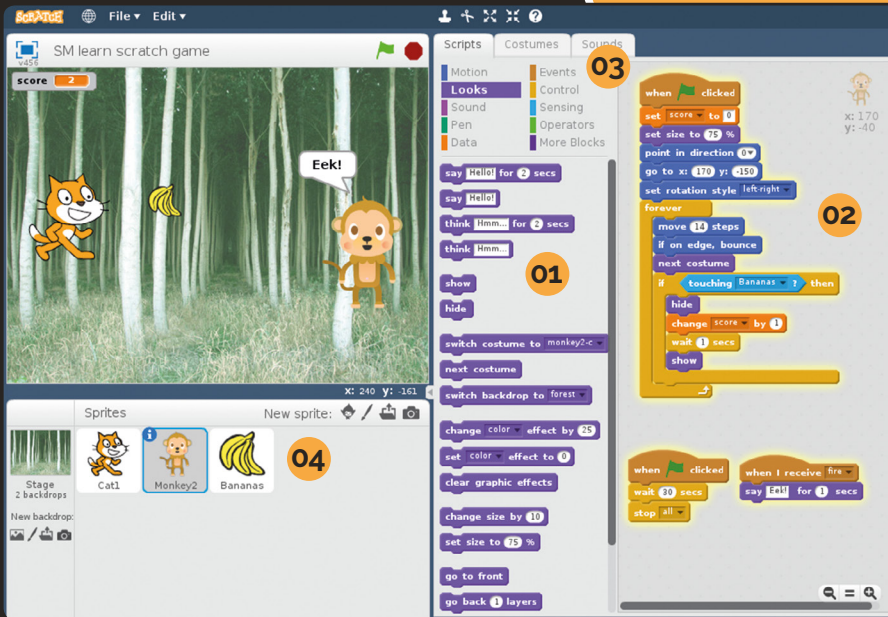 SCRATCH File▾ Edit▾
v456 SM learn scratch game
score 2
Eek!
x: 240 y: -161
Sprites New sprite:
Stage
2 backdrops
New backdrop:
Cat1
Monkey2
Bananas
04
Scripts Costumes Sounds
03
Motion Events
Looks Control
Sound Sensing
Pen Operators
Data More Blocks
say Hello! for 2 secs
say Hello!
think Hmm... for 2 secs
think Hmm...
01
show
hide
switch costume to monkey2-c
next costume
switch backdrop to forest
change color effect by 25
set color effect to 0
clear graphic effects
change size by 10
set size to 75 %
go to front
go back 1 layers
x: 170
y: -40
02
when clicked
set score to 0
set size to 75 %
point in direction 0▾
go to x: 170 y: -150
set rotation style left-right
forever
move 14 steps
if on edge, bounce
next costume
if touching Bananas ? then
hide
change score by 1
wait 1 secs
show
when clicked
wait 30 secs
stop all
when I receive fire
say Eek! for 1 secs